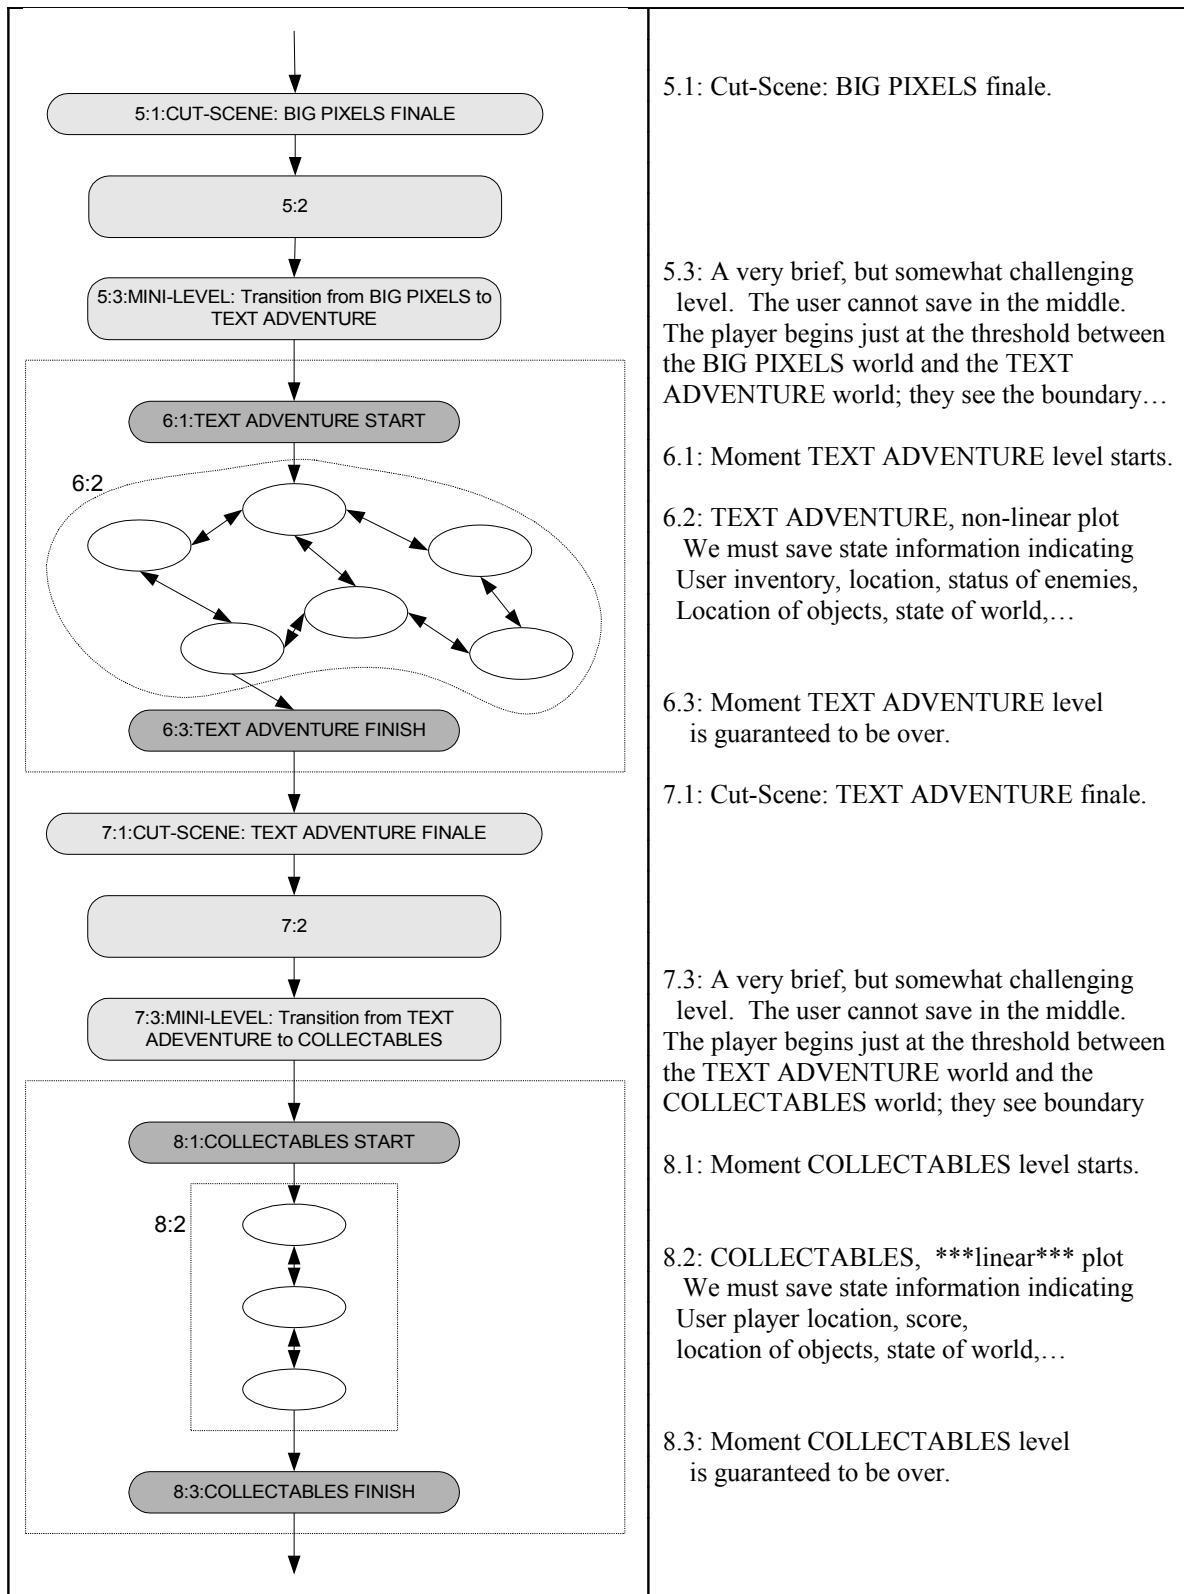 5:1:CUT-SCENE: BIG PIXELS FINALE
5:2
5:3:MINI-LEVEL: Transition from BIG PIXELS to
TEXT ADVENTURE
6:1:TEXT ADVENTURE START
6:2
6:3:TEXT ADVENTURE FINISH
7:1:CUT-SCENE: TEXT ADVENTURE FINALE
7:2
7:3:MINI-LEVEL: Transition from TEXT
ADEVENTURE to COLLECTABLES
8:1:COLLECTABLES START
8:2
8:3:COLLECTABLES FINISH
5.1: Cut-Scene: BIG PIXELS finale.
5.3: A very brief, but somewhat challenging
level.  The user cannot save in the middle.
The player begins just at the threshold between
the BIG PIXELS world and the TEXT
ADVENTURE world; they see the boundary…
6.1: Moment TEXT ADVENTURE level starts.
6.2: TEXT ADVENTURE, non-linear plot
We must save state information indicating
User inventory, location, status of enemies,
Location of objects, state of world,…
6.3: Moment TEXT ADVENTURE level
is guaranteed to be over.
7.1: Cut-Scene: TEXT ADVENTURE finale.
7.3: A very brief, but somewhat challenging
level.  The user cannot save in the middle.
The player begins just at the threshold between
the TEXT ADVENTURE world and the
COLLECTABLES world; they see boundary
8.1: Moment COLLECTABLES level starts.
8.2: COLLECTABLES,  ***linear*** plot
We must save state information indicating
User player location, score,
location of objects, state of world,…
8.3: Moment COLLECTABLES level
is guaranteed to be over.